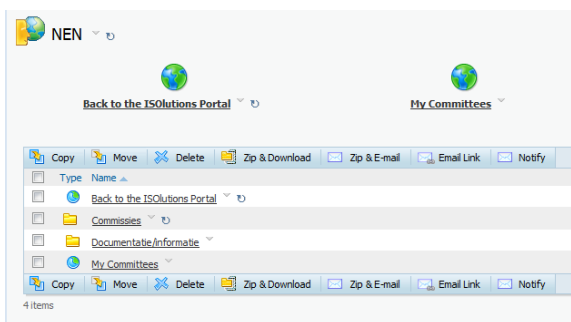 NEN
Back to the ISOlutions Portal My Committees
Copy Move Delete Zip & Download Zip & E-mail Email Link Notify
Type Name
Back to the ISOlutions Portal
Commissies
Documentatie/informatie
My Committees
Copy Move Delete Zip & Download Zip & E-mail Email Link Notify
4 items